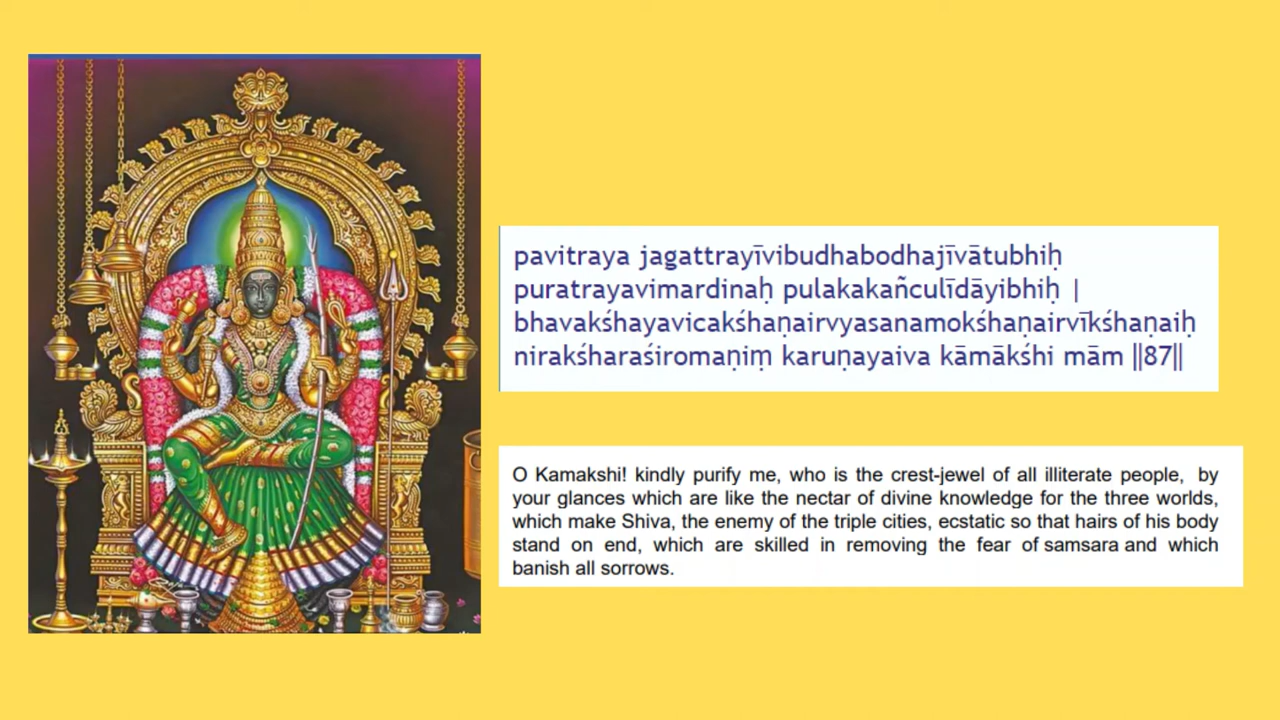 pavitraya jagattrayīvibudhabodhajīvātubhiḥ
puratrayavimardinaḥ pulakakañculīdāyibhiḥ |
bhavakśhayavicakśhaṇairvyasanamokśhaṇairvīkśhaṇaiḥ
nirakśharaśiromaṇiṃ karuṇayaiva kāmākśhi mām ||87||
O Kamakshi! kindly purify me, who is the crest-jewel of all illiterate people, by
your glances which are like the nectar of divine knowledge for the three worlds,
which make Shiva, the enemy of the triple cities, ecstatic so that hairs of his body
stand on end, which are skilled in removing the fear of samsara and which
banish all sorrows.